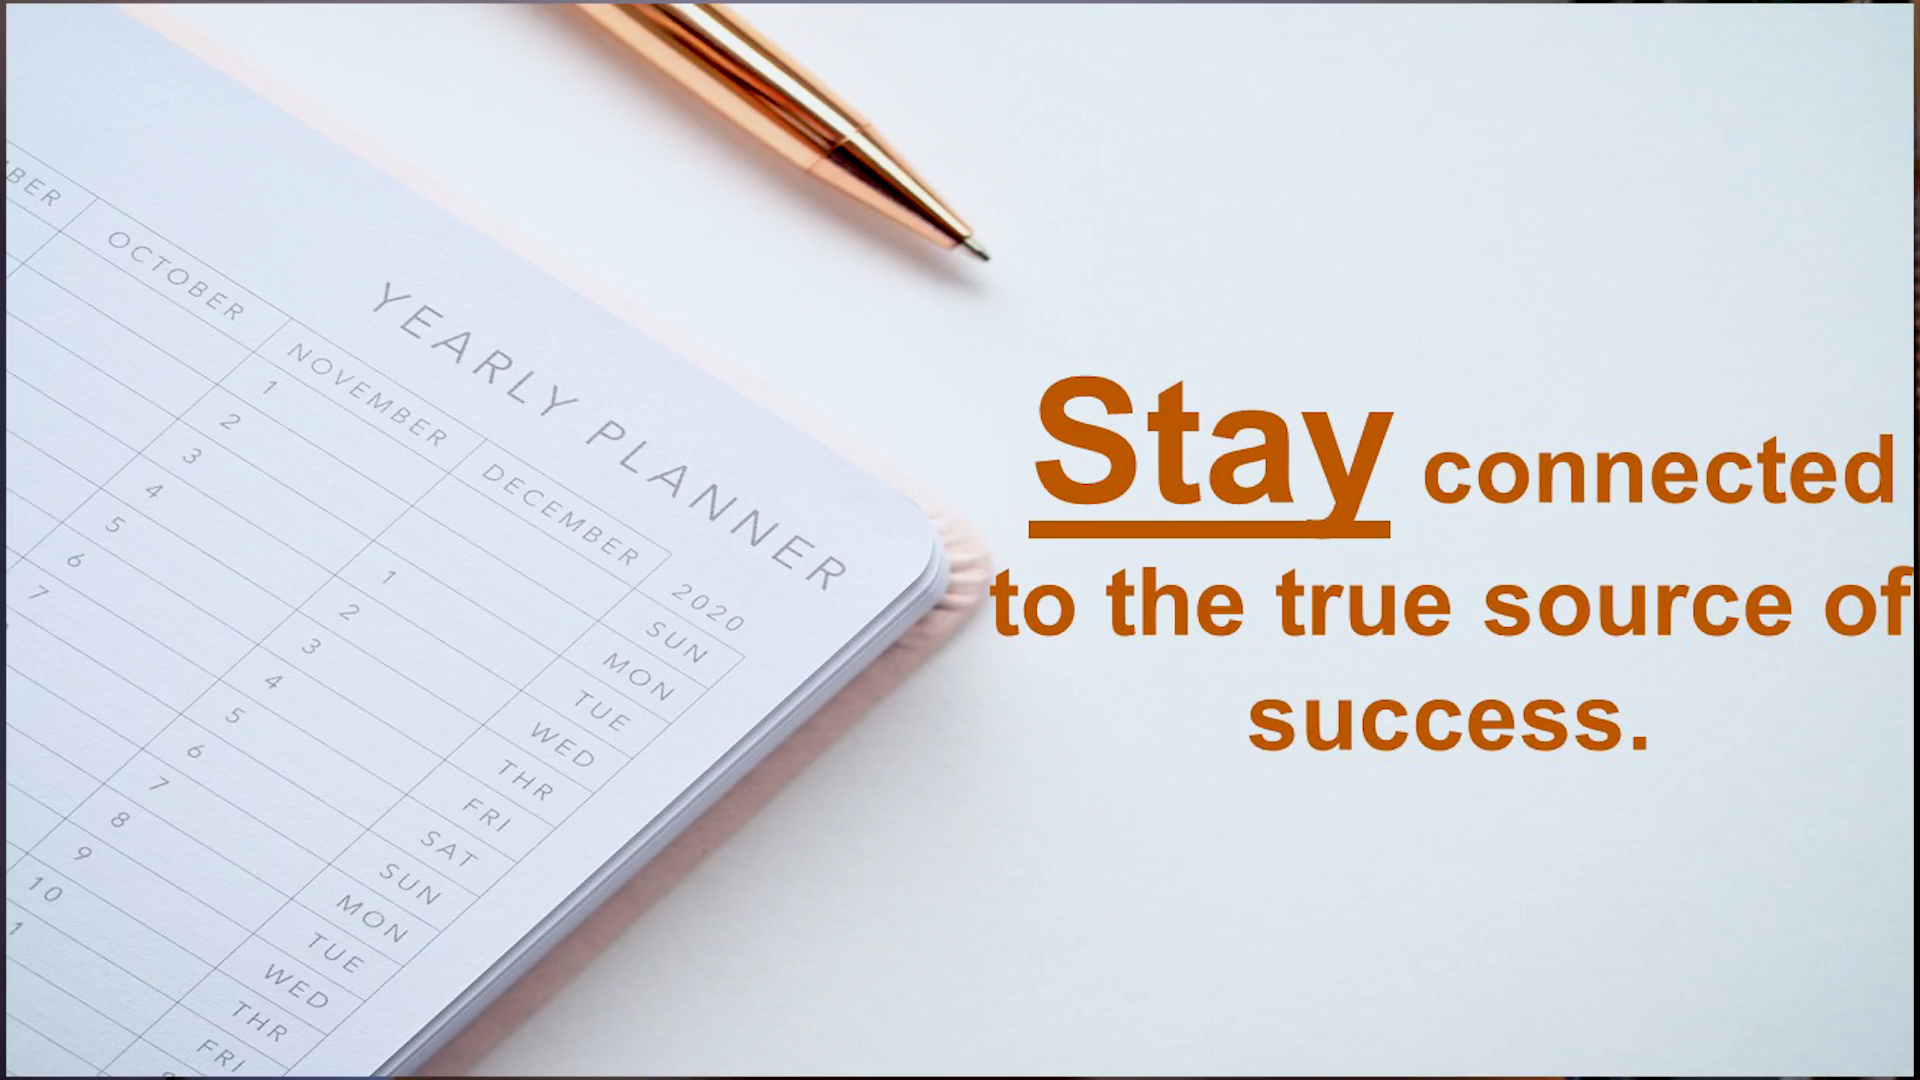 YEARLY PLANNER
BER
OCTOBER
NOVEMBER
DECEMBER
2020
1
2
3
4
5
6
7
1
2
3
4
5
6
7
8
9
10
SUN
MON
TUE
WED
THR
FRI
SAT
SUN
MON
TUE
WED
THR
FRI
Stay connected
to the true source of
success.